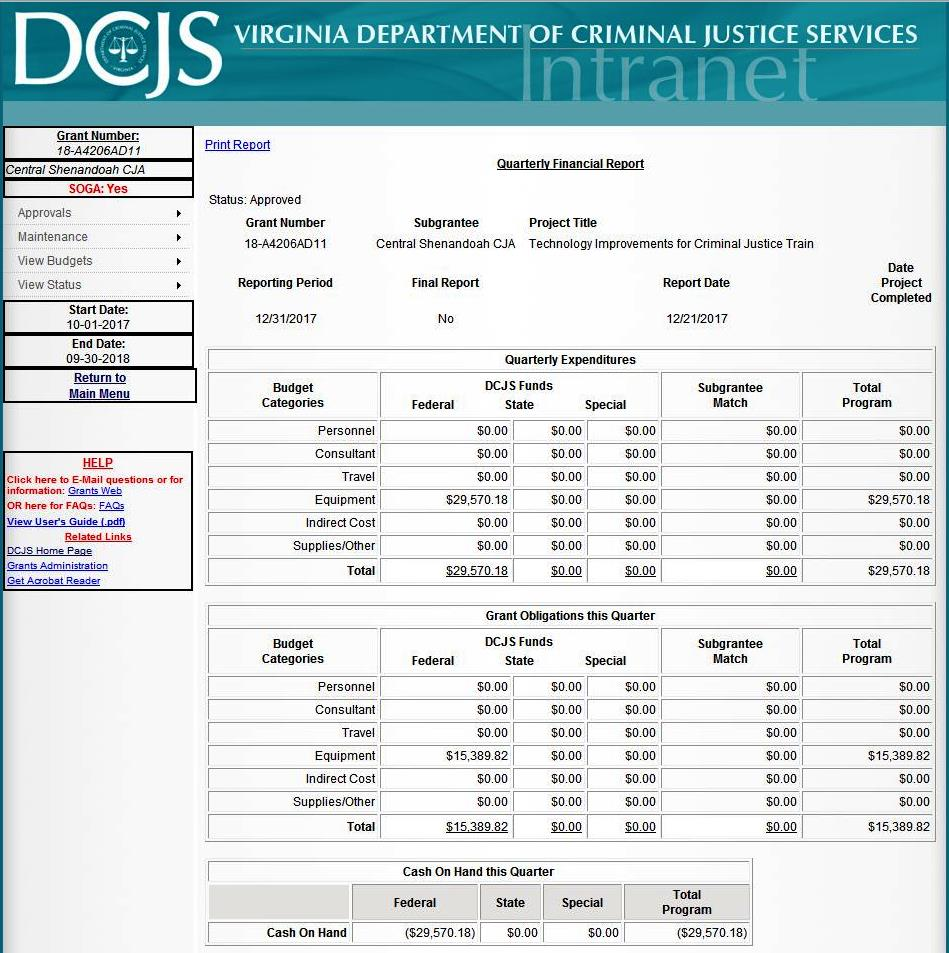 DCJS VIRGINIA DEPARTMENT OF CRIMINAL JUSTICE SERVICES
Intranet
Grant Number:
18-A4206AD11
Central Shenandoah CJA
SOGA: Yes
Approvals
Maintenance
View Budgets
View Status
Start Date:
10-01-2017
End Date:
09-30-2018
Return to
Main Menu
HELP
Click here to E-Mail questions or for
information: Grants Web
OR here for FAQs: FAQs
View User's Guide (.pdf)
Related Links
DCJS Home Page
Grants Administration
Get Acrobat Reader
Print Report
Quarterly Financial Report
Status: Approved
Grant Number Subgrantee Project Title
18-A4206AD11 Central Shenandoah CJA Technology Improvements for Criminal Justice Train
Reporting Period Final Report Report Date Date
Project
Completed
12/31/2017 No 12/21/2017
Quarterly Expenditures
Budget
Categories DCJS Funds
Federal State Special Subgrantee
Match Total
Program
Personnel $0.00 $0.00 $0.00 $0.00 $0.00
Consultant $0.00 $0.00 $0.00 $0.00 $0.00
Travel $0.00 $0.00 $0.00 $0.00 $0.00
Equipment $29,570.18 $0.00 $0.00 $0.00 $29,570.18
Indirect Cost $0.00 $0.00 $0.00 $0.00 $0.00
Supplies/Other $0.00 $0.00 $0.00 $0.00 $0.00
Total $29,570.18 $0.00 $0.00 $0.00 $29,570.18
Grant Obligations this Quarter
Budget
Categories DCJS Funds
Federal State Special Subgrantee
Match Total
Program
Personnel $0.00 $0.00 $0.00 $0.00 $0.00
Consultant $0.00 $0.00 $0.00 $0.00 $0.00
Travel $0.00 $0.00 $0.00 $0.00 $0.00
Equipment $15,389.82 $0.00 $0.00 $0.00 $15,389.82
Indirect Cost $0.00 $0.00 $0.00 $0.00 $0.00
Supplies/Other $0.00 $0.00 $0.00 $0.00 $0.00
Total $15,389.82 $0.00 $0.00 $0.00 $15,389.82
Cash On Hand this Quarter
Federal State Special Total
Program
Cash On Hand ($29,570.18) $0.00 $0.00 ($29,570.18)